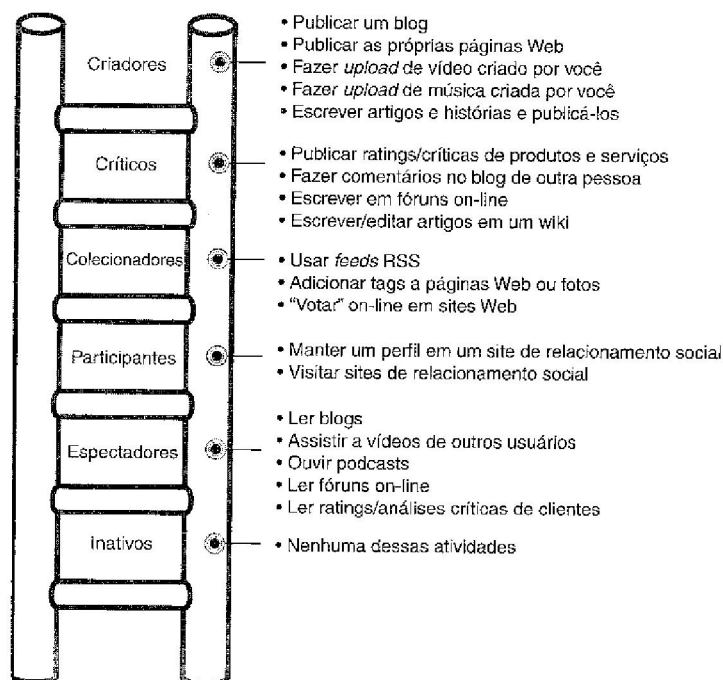 Criadores
• Publicar um blog
• Publicar as próprias páginas Web
• Fazer upload de vídeo criado por você
• Fazer upload de música criada por você
• Escrever artigos e histórias e publicá-los
Críticos
• Publicar ratings/críticas de produtos e serviços
• Fazer comentários no blog de outra pessoa
• Escrever em fóruns on-line
• Escrever/editar artigos em um wiki
Colecionadores
• Usar feeds RSS
• Adicionar tags a páginas Web ou fotos
• “Votar” on-line em sites Web
Participantes
• Manter um perfil em um site de relacionamento social
• Visitar sites de relacionamento social
Espectadores
• Ler blogs
• Assistir a vídeos de outros usuários
• Ouvir podcasts
• Ler fóruns on-line
• Ler ratings/análises críticas de clientes
Inativos
• Nenhuma dessas atividades